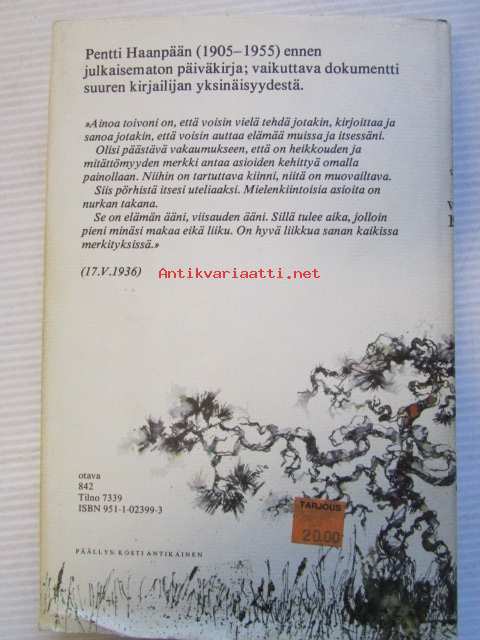 Pentti Haanpään (1905–1955) ennen
julkaisematon päiväkirja; vaikuttava dokumentti
suuren kirjailijan yksinäisyydestä.
»Ainoa toivoni on, että voisin vielä tehdä jotakin, kirjoittaa ja
sanoa jotakin, että voisin auttaa elämää muissa ja itsessäni.
Olisi päästävä vakaumukseen, että on heikkouden ja
mitättömyyden merkki antaa asioiden kehittyä omalla
painollaan. Niihin on tartuttava kiinni, niitä on muovailtava.
Siis pörhistä itsesi uteliaaksi. Mielenkiintoisia asioita on
nurkan takana.
Se on elämän ääni, viisauden ääni. Sillä tulee aika, jolloin
pieni minäsi makaa eikä liiku. On hyvä liikkua sanan kaikissa
merkityksissä.»
(17.V.1936)
Antikvariaatti.net
otava
842
Tilno 7339
ISBN 951-1-02399-3
TARJOUS
20.00
PÄÄLLYS KOSTI ANTIKAINEN